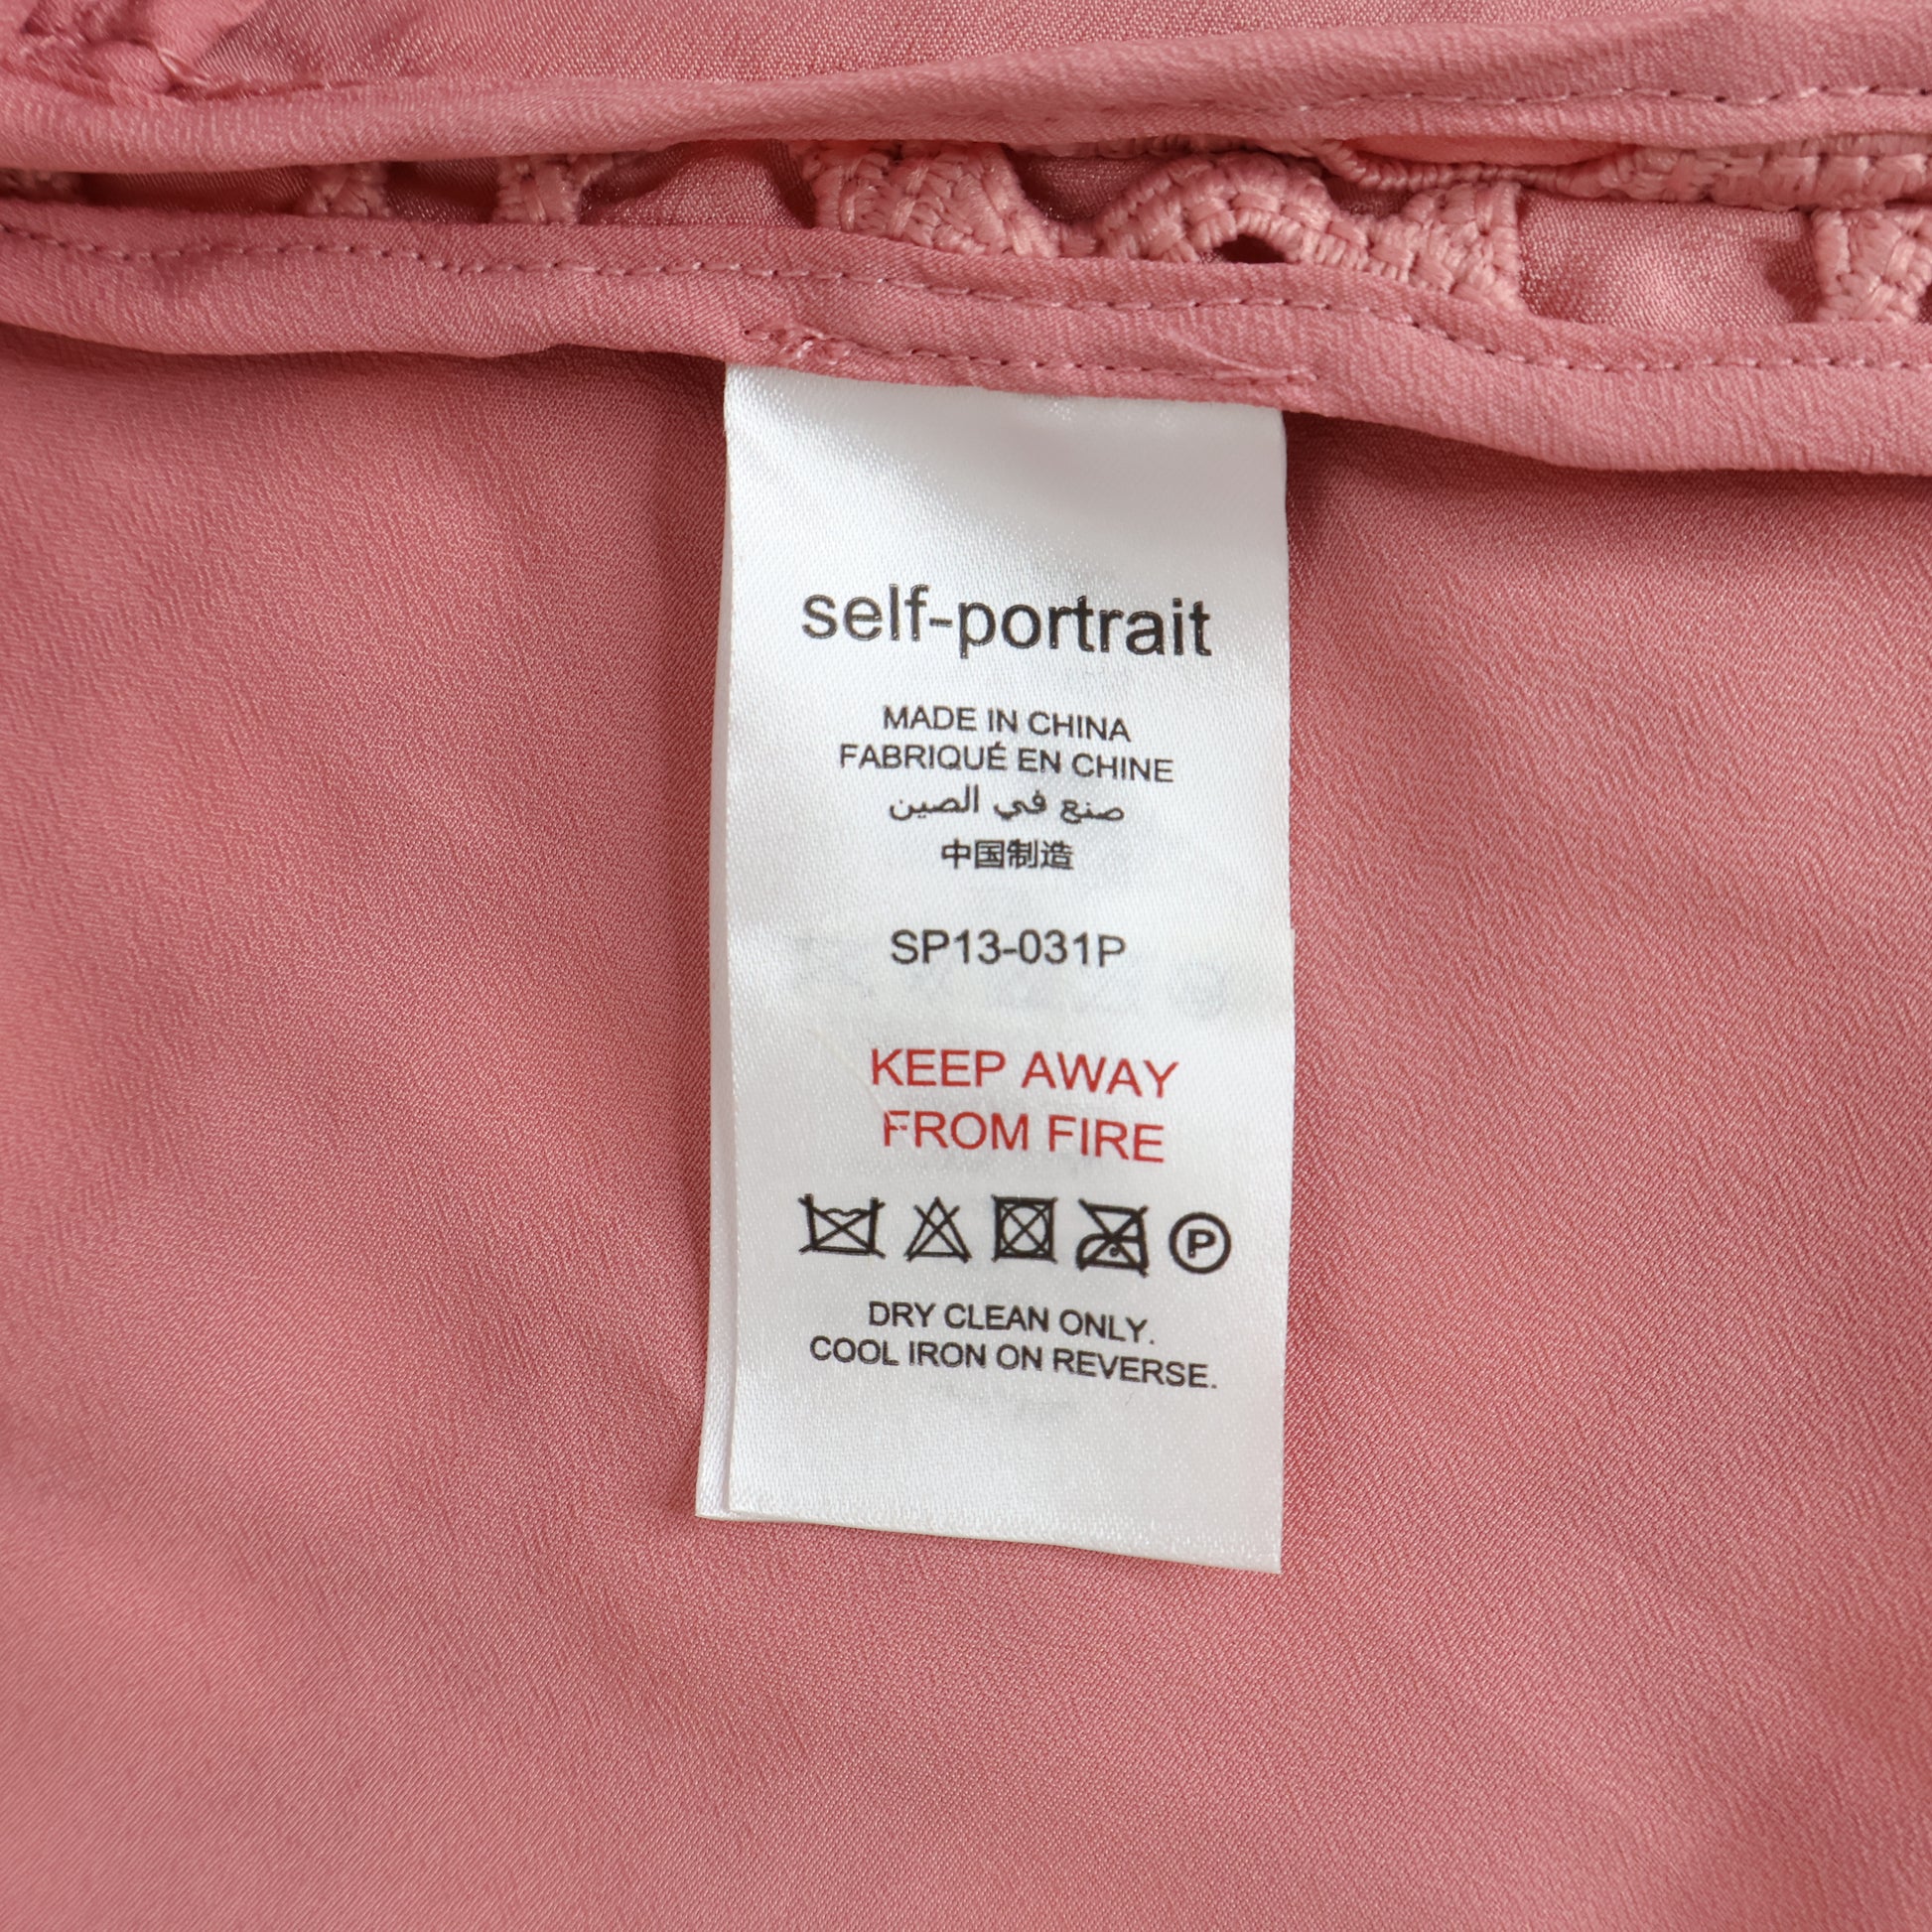 self-portrait
MADE IN CHINA
FABRIQUÉ EN CHINE
صنع في الصين
中国制造
SP13-031P
KEEP AWAY
FROM FIRE
P
DRY CLEAN ONLY.
COOL IRON ON REVERSE.